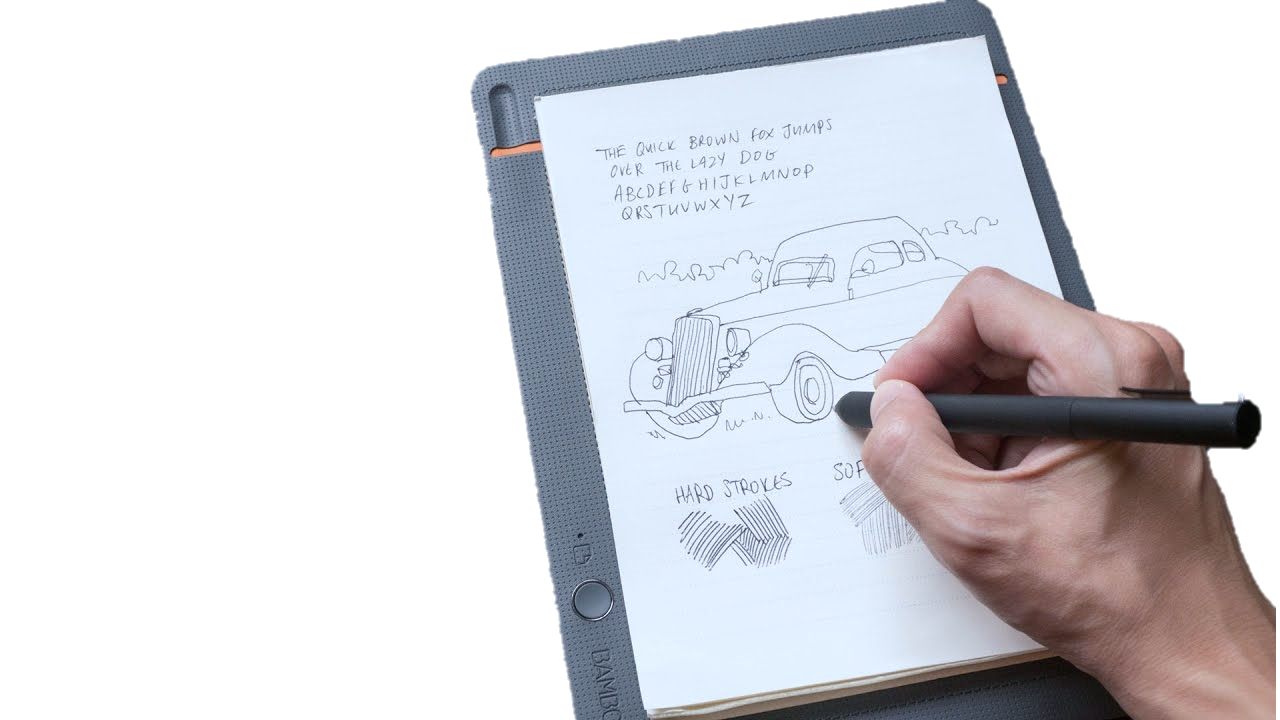 THE QUICK BROWN FOX JUMPS
OVER THE LAZY DOG
ABCDEFGHIJKLMNOP
QRSTUVWXYZ
HARD STROKES